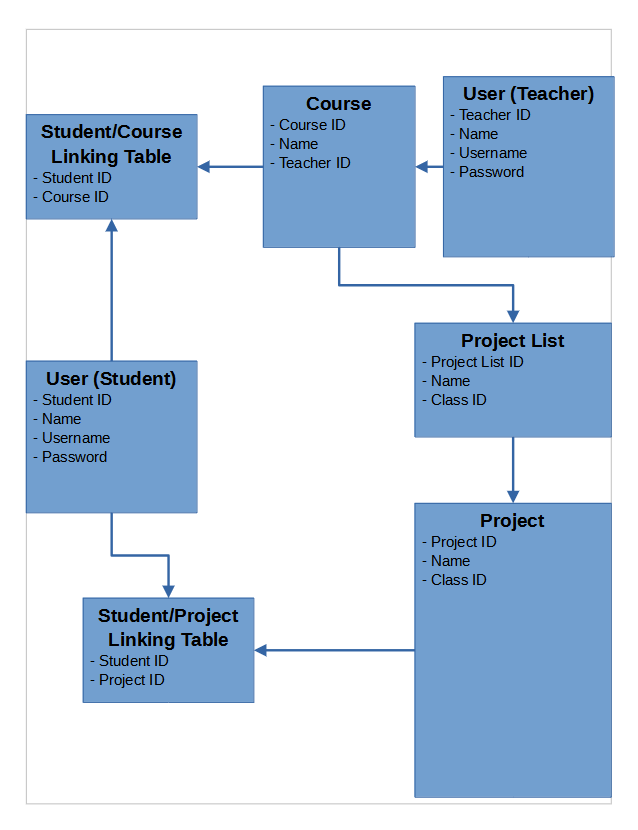 Student/Course
Linking Table
- Student ID
- Course ID
Course
- Course ID
- Name
- Teacher ID
User (Teacher)
- Teacher ID
- Name
- Username
- Password
User (Student)
- Student ID
- Name
- Username
- Password
Project List
- Project List ID
- Name
- Class ID
Project
- Project ID
- Name
- Class ID
Student/Project
Linking Table
- Student ID
- Project ID